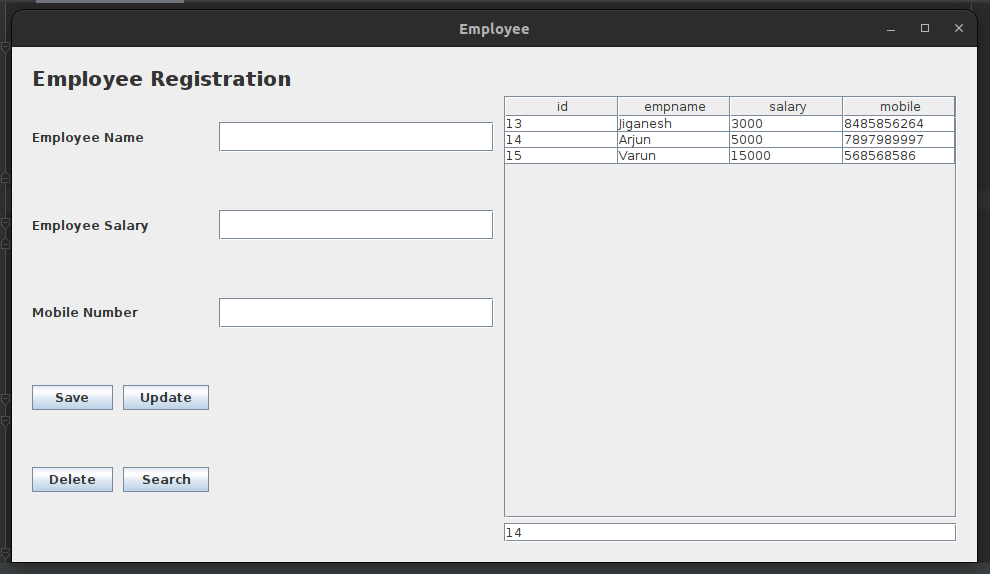 Employee
Employee Registration
Employee Name
Employee Salary
Mobile Number
Save Update
Delete Search
id empname salary mobile
13 Jiganesh 3000 8485856264
14 Arjun 5000 7897989997
15 Varun 15000 568568586
14